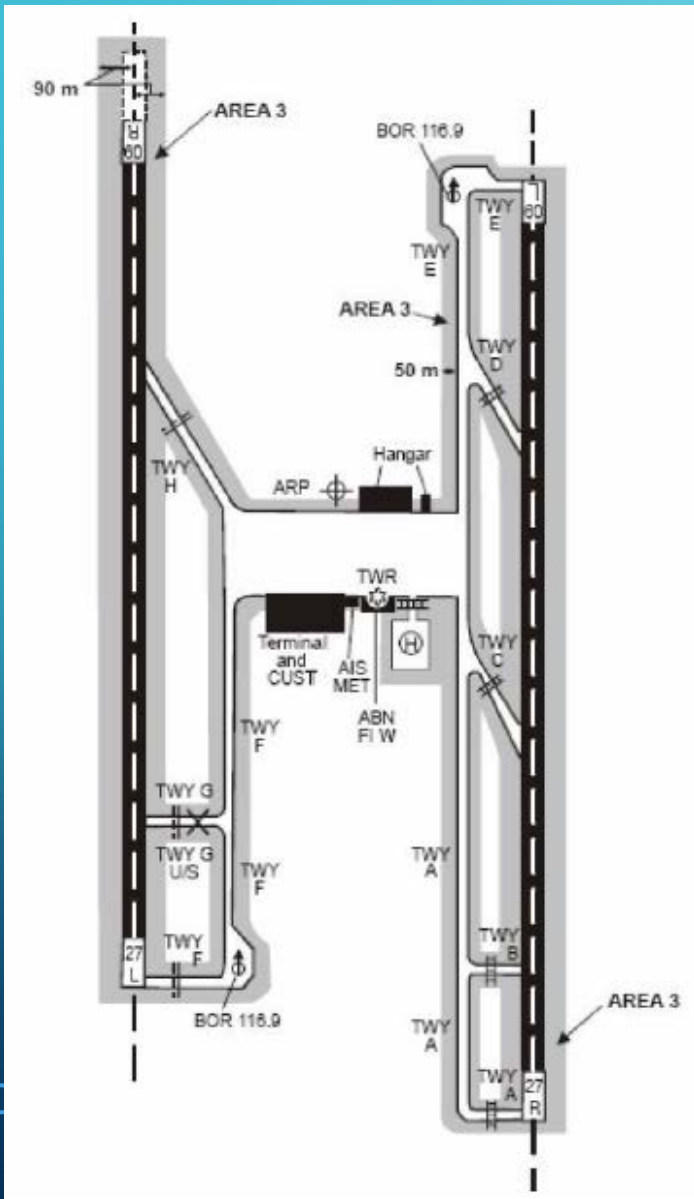 90 m
AREA 3
09
R
BOR 116.9
L
09
TWY
E
TWY
E
AREA 3
TWY
D
50 m
Hangar
ARP
TWY
H
TWR
Terminal
and
CUST
AIS
MET
H
TWY
C
ABN
FI W
TWY
F
TWY G
TWY G
U/S
TWY
F
TWY
A
27
L
TWY
F
TWY
B
BOR 116.9
AREA 3
TWY
A
TWY
A
27
R